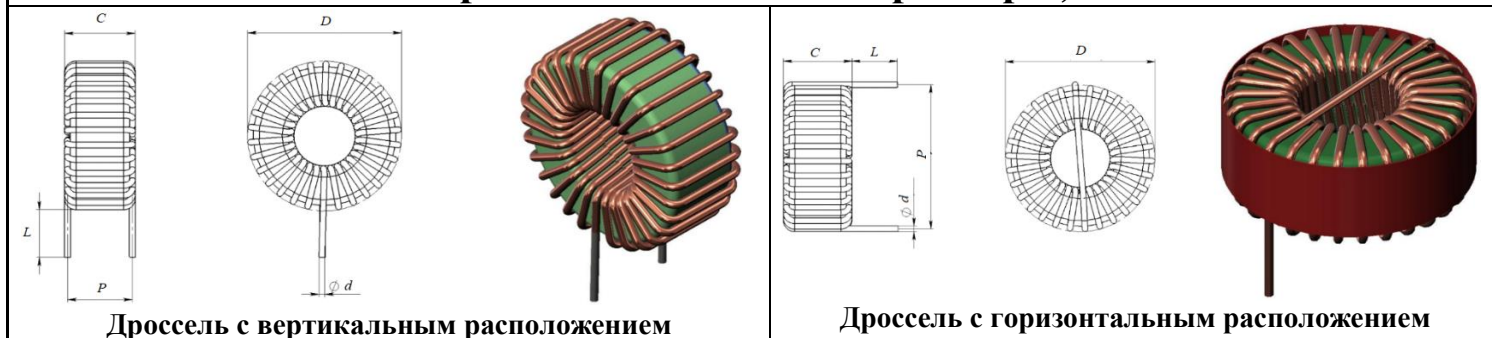 C
D
L
P
∅ d
Дроссель с вертикальным расположением
C
L
D
P
∅ d
Дроссель с горизонтальным расположением